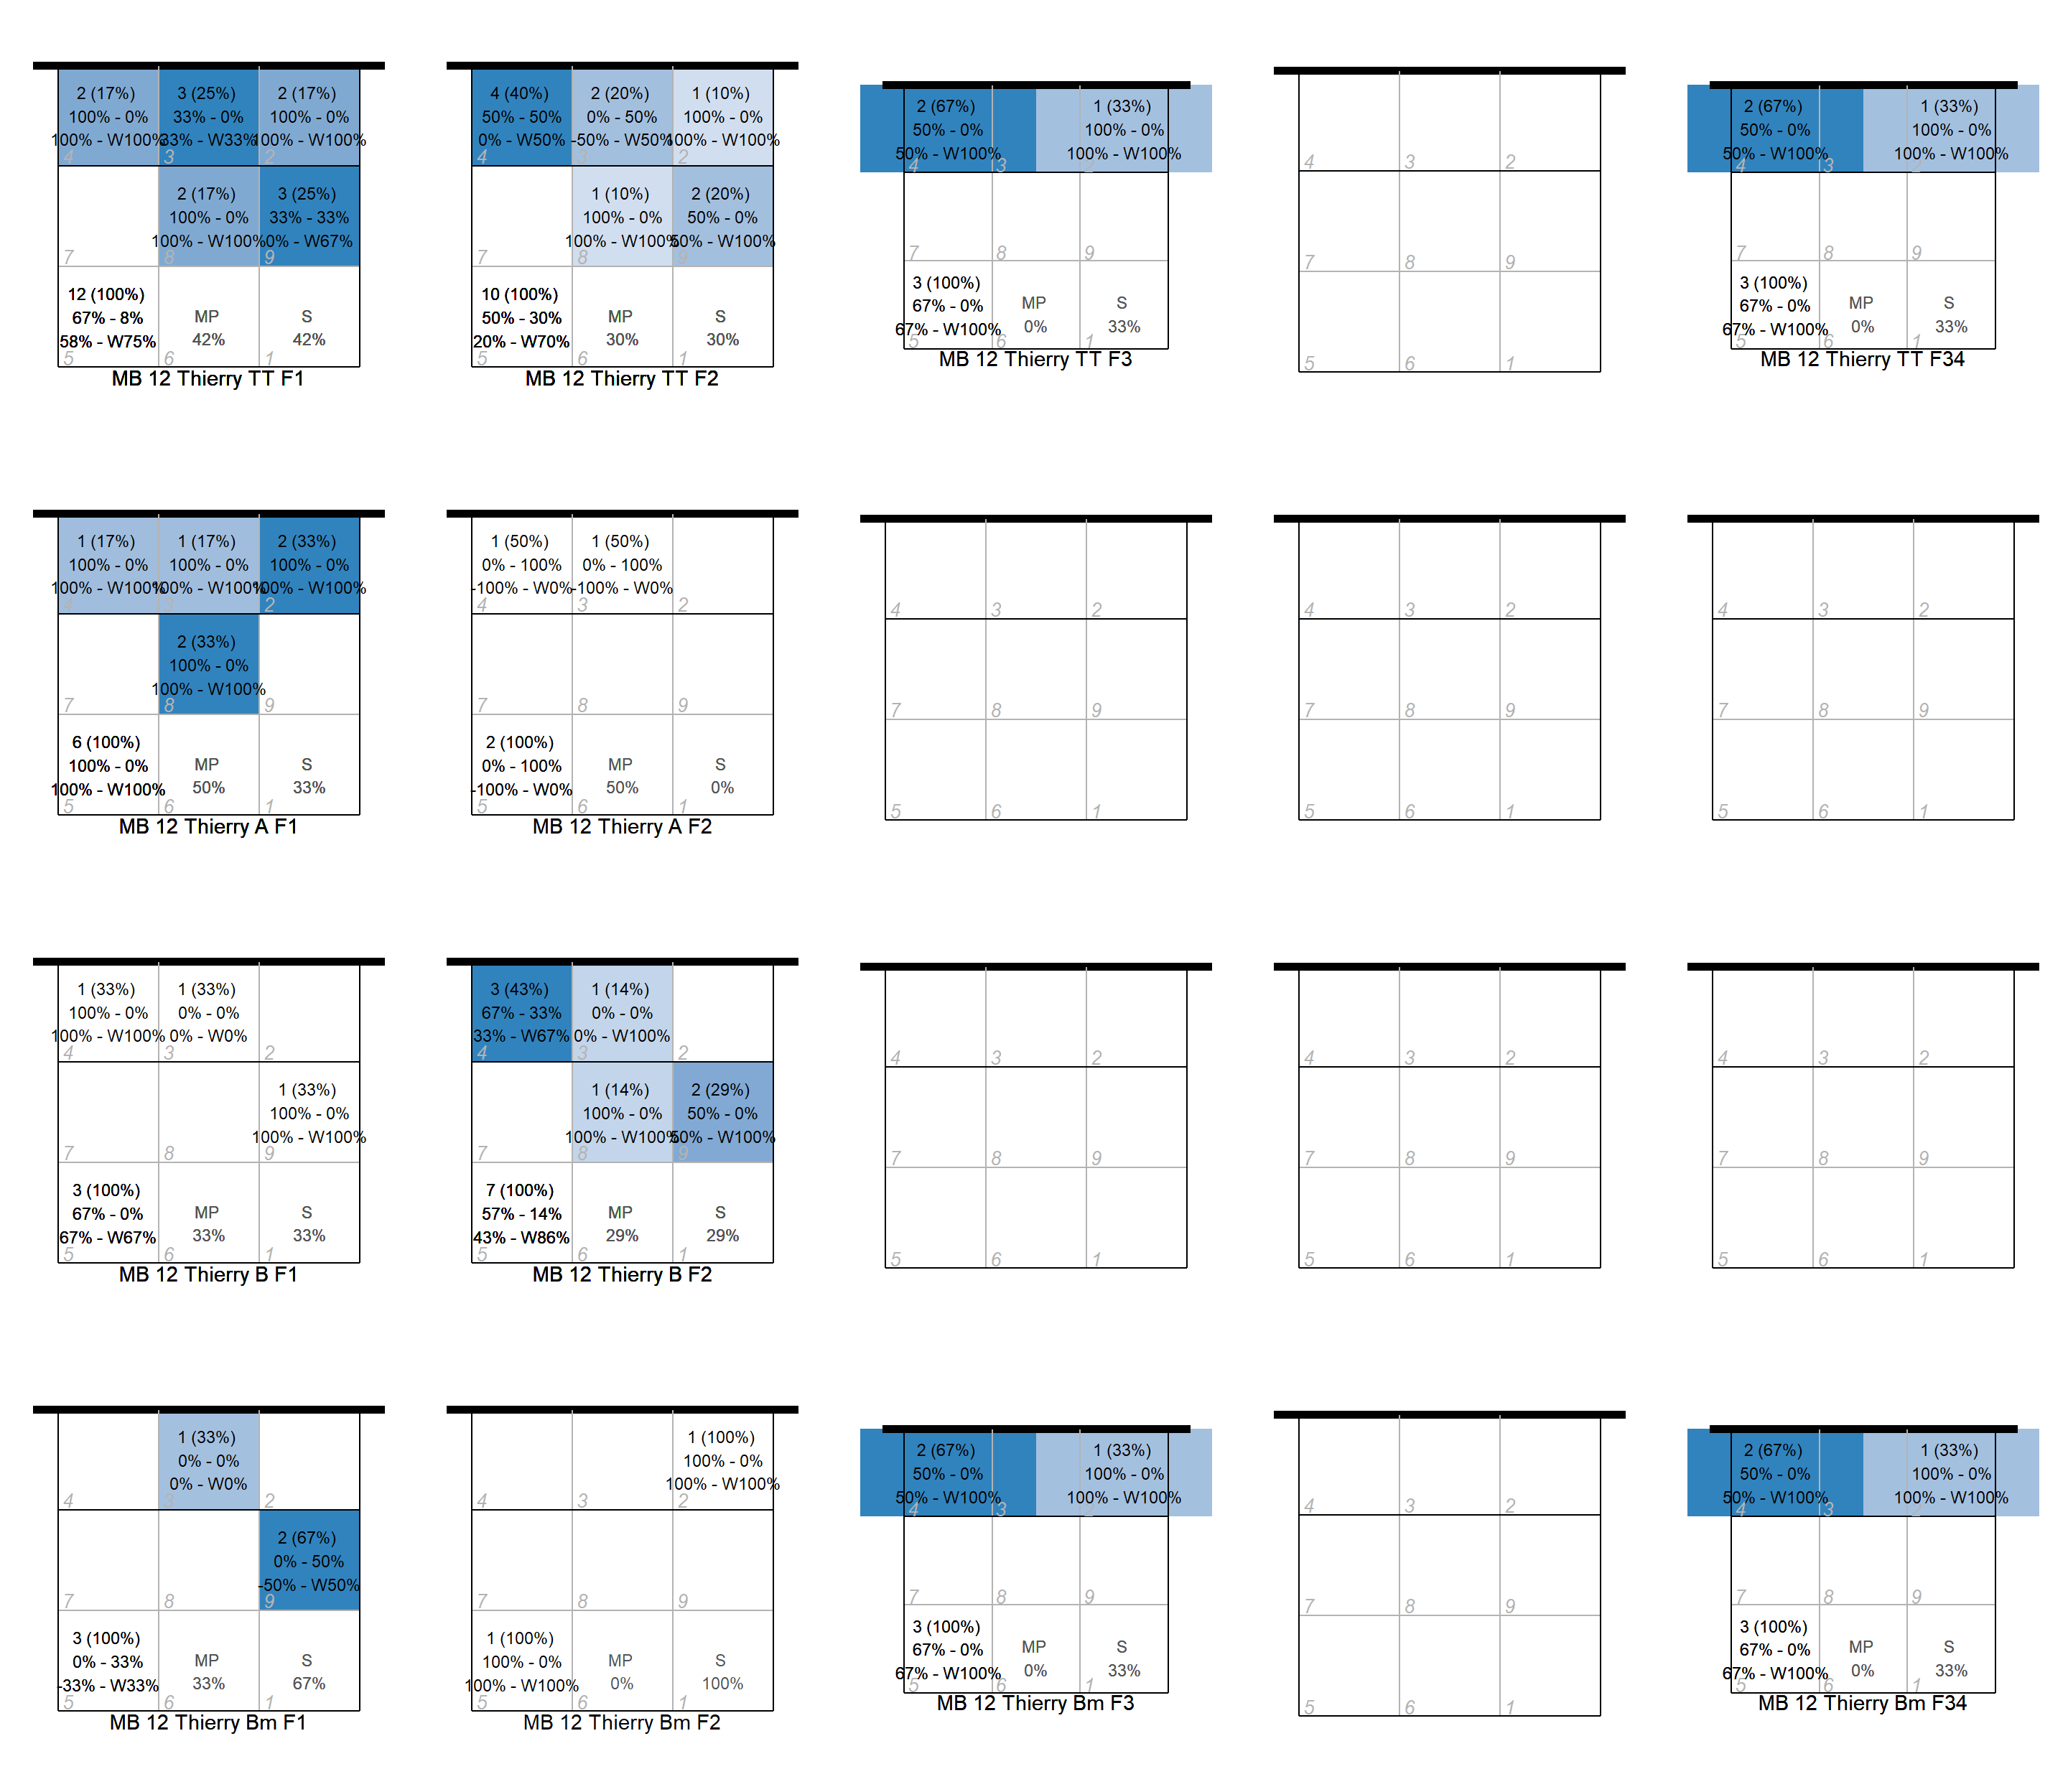 2 (17%) 3 (25%) 2 (17%)
100% - 0% 33% - 0% 100% - 0%
100% - W100% 33% - W33% 100% - W100%
4 3 2
2 (17%) 3 (25%)
100% - 0% 33% - 33%
100% - W100% 0% - W67%
7 8 9
12 (100%)
67% - 8% MP S
58% - W75% 42% 42%
5 6 1
MB 12 Thierry TT F1
4 (40%) 2 (20%) 1 (10%)
50% - 50% 0% - 50% 100% - 0%
0% - W50% -50% - W50% 100% - W100%
4 3 2
1 (10%) 2 (20%)
100% - 0% 50% - 0%
100% - W100% 50% - W100%
7 8 9
10 (100%)
50% - 30% MP S
20% - W70% 30% 30%
5 6 1
MB 12 Thierry TT F2
2 (67%) 1 (33%)
50% - 0% 100% - 0%
50% - W100% 100% - W100%
4 3
7 8 9
3 (100%)
67% - 0% MP S
67% - W100% 0% 33%
5 6 1
MB 12 Thierry TT F3
4 3 2
7 8 9
5 6 1
2 (67%) 1 (33%)
50% - 0% 100% - 0%
50% - W100% 100% - W100%
4 3
7 8 9
3 (100%)
67% - 0% MP S
67% - W100% 0% 33%
5 6 1
MB 12 Thierry TT F34
1 (17%) 1 (17%) 2 (33%)
100% - 0% 100% - 0% 100% - 0%
100% - W100% 100% - W100% 100% - W100%
4 3 2
2 (33%)
100% - 0%
100% - W100%
7 8 9
6 (100%)
100% - 0% MP S
100% - W100% 50% 33%
5 6 1
MB 12 Thierry A F1
1 (50%) 1 (50%)
0% - 100% 0% - 100%
-100% - W0% -100% - W0%
4 3 2
7 8 9
2 (100%)
0% - 100% MP S
-100% - W0% 50% 0%
5 6 1
MB 12 Thierry A F2
4 3 2
7 8 9
5 6 1
4 3 2
7 8 9
5 6 1
4 3 2
7 8 9
5 6 1
1 (33%) 1 (33%)
100% - 0% 0% - 0%
100% - W100% 0% - W0%
4 3 2
1 (33%)
100% - 0%
100% - W100%
7 8 9
3 (100%)
67% - 0% MP S
67% - W67% 33% 33%
5 6 1
MB 12 Thierry B F1
3 (43%) 1 (14%)
67% - 33% 0% - 0%
33% - W67% 0% - W100%
4 3 2
1 (14%) 2 (29%)
100% - 0% 50% - 0%
100% - W100% 50% - W100%
7 8 9
7 (100%)
57% - 14% MP S
43% - W86% 29% 29%
5 6 1
MB 12 Thierry B F2
4 3 2
7 8 9
5 6 1
4 3 2
7 8 9
5 6 1
4 3 2
7 8 9
5 6 1
1 (33%)
0% - 0%
0% - W0%
4 3 2
2 (67%)
0% - 50%
-50% - W50%
7 8 9
3 (100%)
0% - 33% MP S
-33% - W33% 33% 67%
5 6 1
MB 12 Thierry Bm F1
1 (100%)
100% - 0%
100% - W100%
4 3 2
7 8 9
1 (100%)
100% - 0% MP S
100% - W100% 0% 100%
5 6 1
MB 12 Thierry Bm F2
2 (67%) 1 (33%)
50% - 0% 100% - 0%
50% - W100% 100% - W100%
4 3
7 8 9
3 (100%)
67% - 0% MP S
67% - W100% 0% 33%
5 6 1
MB 12 Thierry Bm F3
4 3 2
7 8 9
5 6 1
2 (67%) 1 (33%)
50% - 0% 100% - 0%
50% - W100% 100% - W100%
4 3
7 8 9
3 (100%)
67% - 0% MP S
67% - W100% 0% 33%
5 6 1
MB 12 Thierry Bm F34